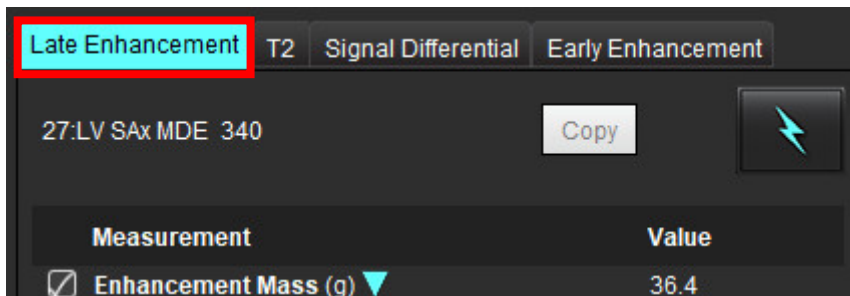 Late Enhancement T2 Signal Differential Early Enhancement
27:LV SAx MDE 340 Copy
Measurement Value
Enhancement Mass (g) 36.4